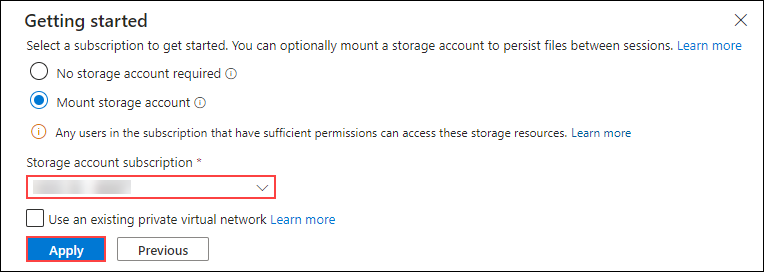 Getting started
Select a subscription to get started. You can optionally mount a storage account to persist files between sessions. Learn more
No storage account required
Mount storage account
Any users in the subscription that have sufficient permissions can access these storage resources. Learn more
Storage account subscription *
Use an existing private virtual network Learn more
Apply
Previous